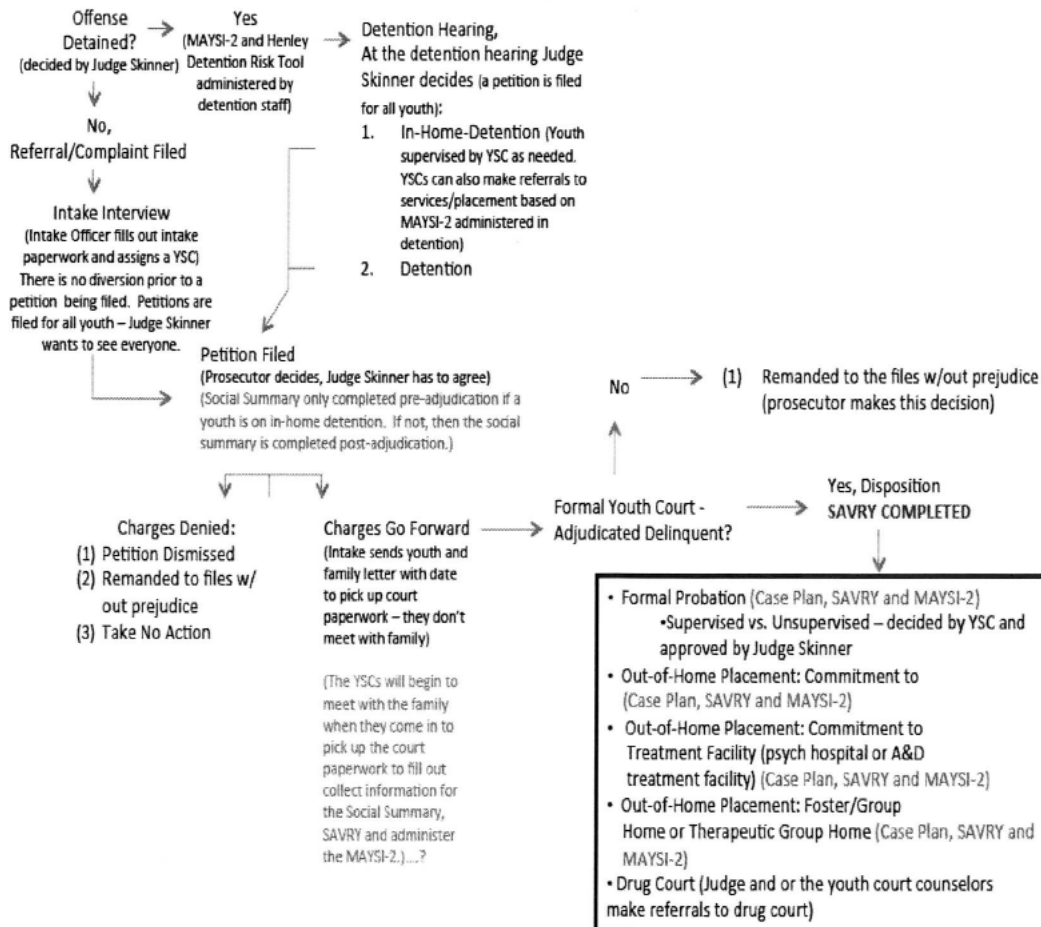 Offense
Detained?
(decided by Judge Skinner)
Yes
(MAYSI-2 and Henley
Detention Risk Tool
administered by
detention staff)
Detention Hearing,
At the detention hearing Judge
Skinner decides (a petition is filed
for all youth):
1. In-Home-Detention (Youth
supervised by YSC as needed.
YSCs can also make referrals to
services/placement based on
MAYSI-2 administered in
detention)
2. Detention
No,
Referral/Complaint Filed
Intake Interview
(Intake Officer fills out intake
paperwork and assigns a YSC)
There is no diversion prior to a
petition being filed. Petitions are
filed for all youth – Judge Skinner
wants to see everyone.
Petition Filed
(Prosecutor decides, Judge Skinner has to agree)
(Social Summary only completed pre-adjudication if a
youth is on in-home detention. If not, then the social
summary is completed post-adjudication.)
Charges Denied:
(1) Petition Dismissed
(2) Remanded to files w/
out prejudice
(3) Take No Action
Charges Go Forward
(Intake sends youth and
family letter with date
to pick up court
paperwork – they don't
meet with family)
(The YSCs will begin to
meet with the family
when they come in to
pick up the court
paperwork to fill out
collect information for
the Social Summary,
SAVRY and administer
the MAYSI-2.)....?
Formal Youth Court -
Adjudicated Delinquent?
No
(1) Remanded to the files w/out prejudice
(prosecutor makes this decision)
Yes, Disposition
SAVRY COMPLETED
• Formal Probation (Case Plan, SAVRY and MAYSI-2)
•Supervised vs. Unsupervised – decided by YSC and
approved by Judge Skinner
• Out-of-Home Placement: Commitment to
(Case Plan, SAVRY and MAYSI-2)
• Out-of-Home Placement: Commitment to
Treatment Facility (psych hospital or A&D
treatment facility) (Case Plan, SAVRY and MAYSI-2)
• Out-of-Home Placement: Foster/Group
Home or Therapeutic Group Home (Case Plan, SAVRY and
MAYSI-2)
• Drug Court (Judge and or the youth court counselors
make referrals to drug court)